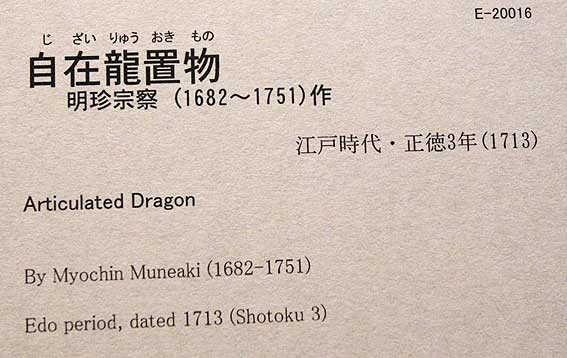 E-20016
じ ざい りゅう おき もの
自在龍置物
明珍宗察 (1682～1751)作
江戸時代・正徳3年(1713)
Articulated Dragon
By Myochin Muneaki (1682-1751)
Edo period, dated 1713 (Shotoku 3)